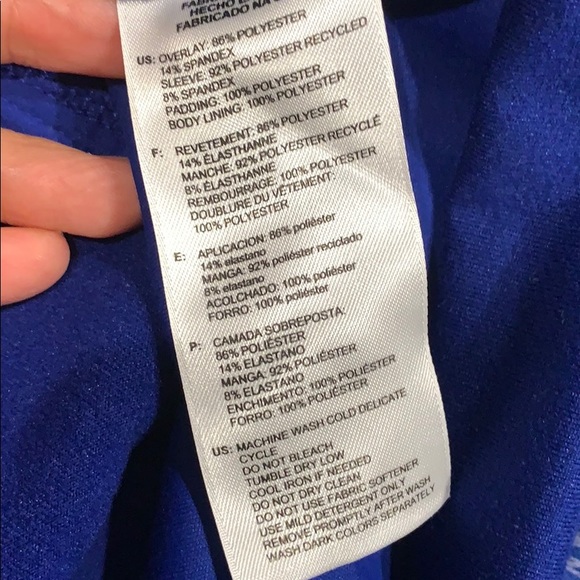 HECHO
FABRICADO NA
US: OVERLAY: 86% POLYESTER
14% SPANDEX
SLEEVE: 92% POLYESTER RECYCLED
8% SPANDEX
PADDING: 100% POLYESTER
BODY LINING: 100% POLYESTER
F: REVETEMENT: 86% POLYESTER
14% ÉLASTHANNE
MANCHE: 92% POLYESTER RECYCLÉ
8% ÉLASTHANNE
REMBOURRAGE: 100% POLYESTER
DOUBLURE DU VÊTEMENT:
100% POLYESTER
E: APLICACION: 86% poliéster
14% elastano
MANGA: 92% poliéster reciclado
8% elastano
ACOLCHADO: 100% poliéster
FORRO: 100% poliéster
P: CAMADA SOBREPOSTA:
86% POLIÉSTER
14% ELASTANO
MANGA: 92% POLIÉSTER
8% ELASTANO
ENCHIMENTO: 100% POLIÉSTER
FORRO: 100% POLIÉSTER
US: MACHINE WASH COLD DELICATE
CYCLE
DO NOT BLEACH
TUMBLE DRY LOW
COOL IRON IF NEEDED
DO NOT DRY CLEAN
DO NOT USE FABRIC SOFTENER
USE MILD DETERGENT ONLY
REMOVE PROMPTLY AFTER WASH
WASH DARK COLORS SEPARATELY